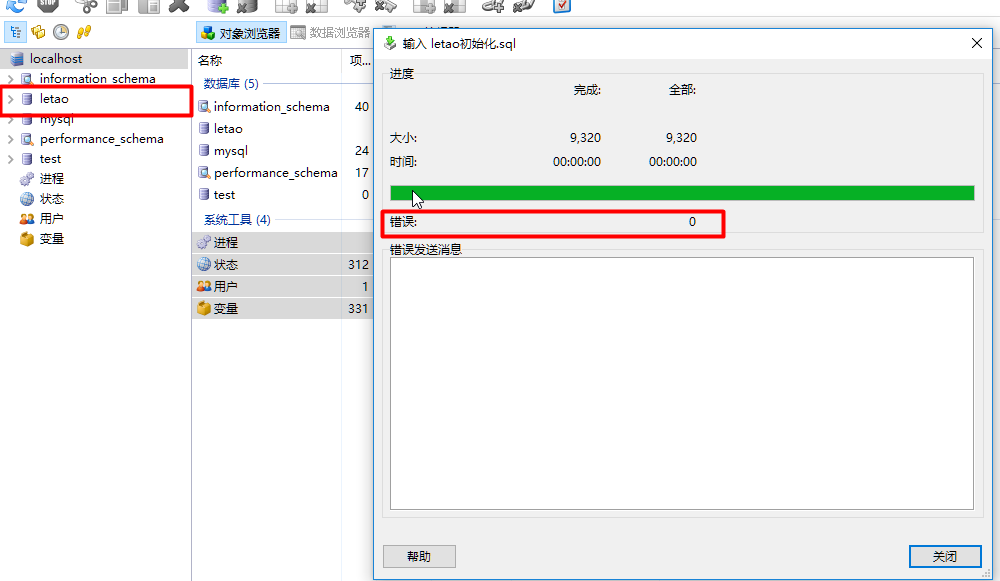 STOP
localhost
information_schema
letao
mysql
performance_schema
test
进程
状态
用户
变量
对象浏览器
数据浏览器
名称
项...
数据库 (5)
information_schema 40
letao
mysql 24
performance_schema 17
test 0
系统工具 (4)
进程
状态 312
用户 1
变量 331
输入 letao初始化.sql
进度
完成: 全部:
大小: 9,320 9,320
时间: 00:00:00 00:00:00
错误: 0
错误发送消息
帮助
关闭